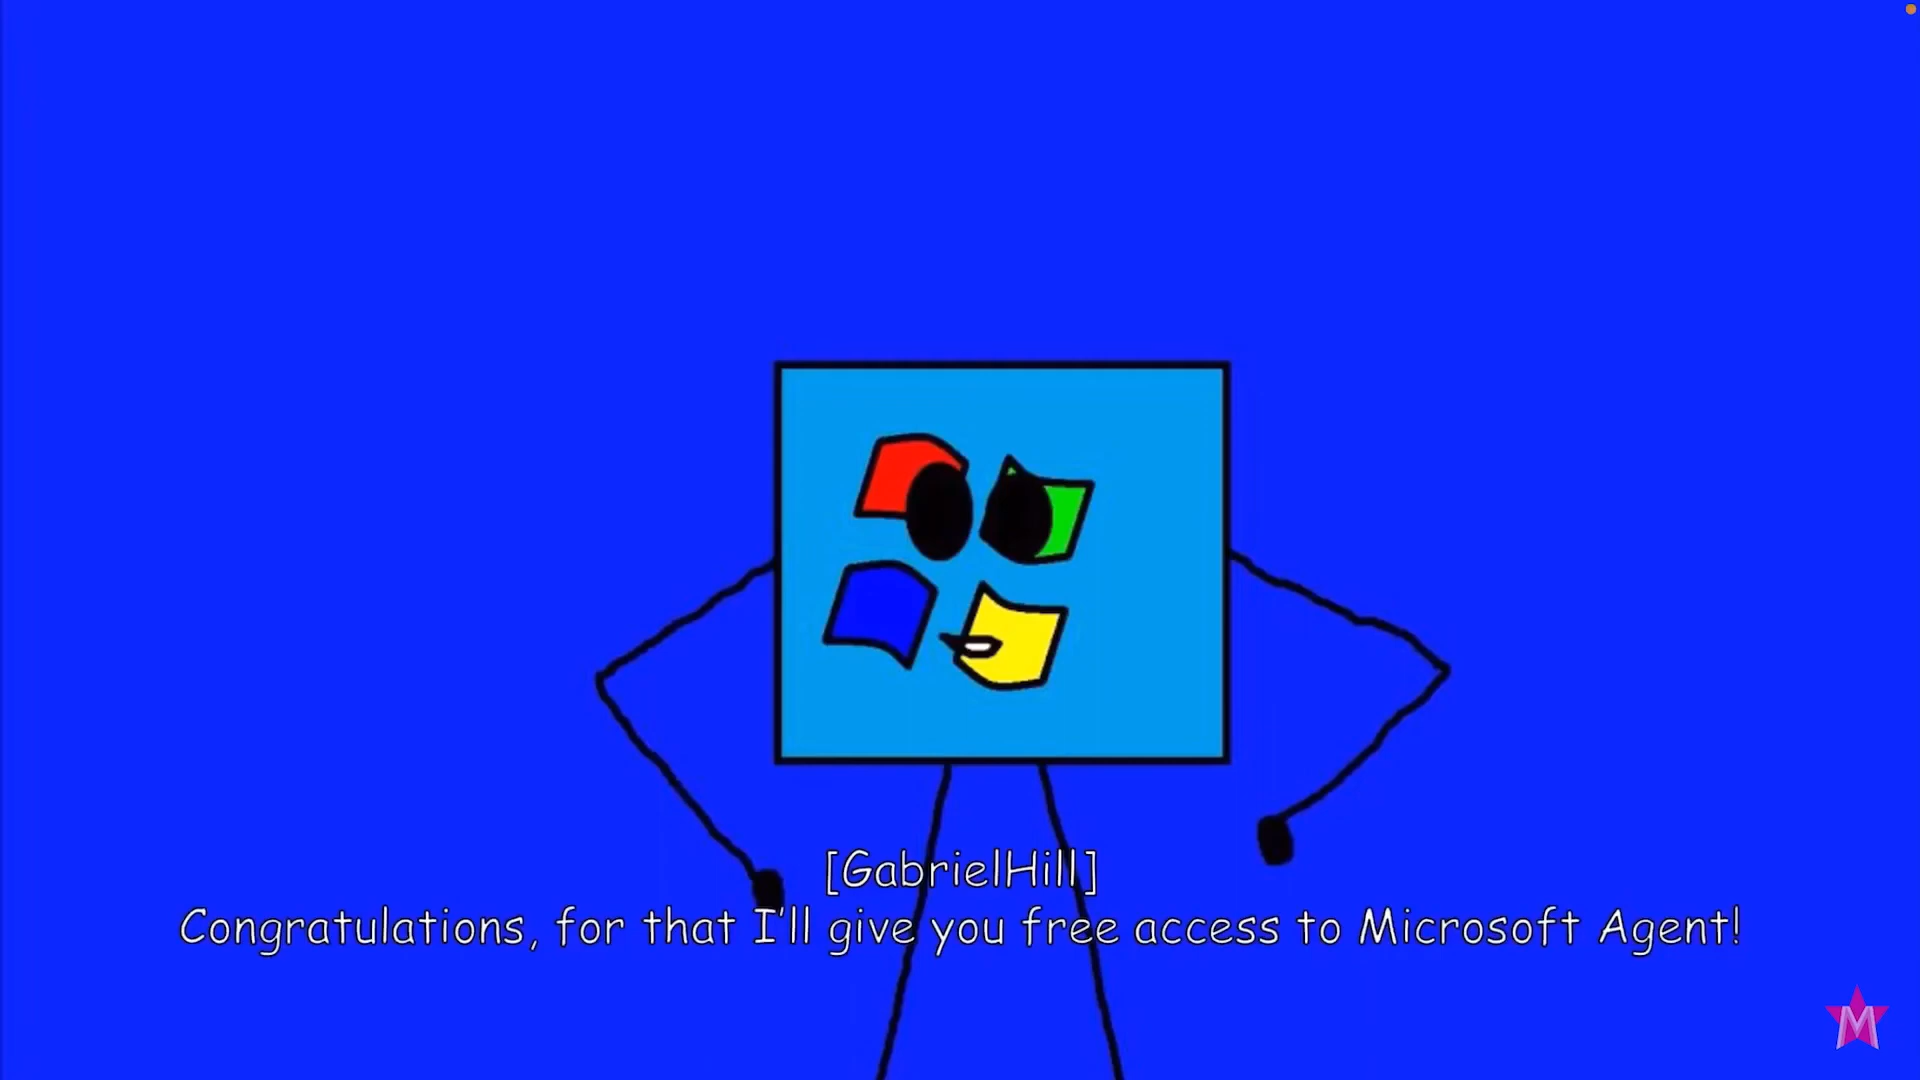 [GabrielHill]
Congratulations, for that I'll give you free access to Microsoft Agent!
M